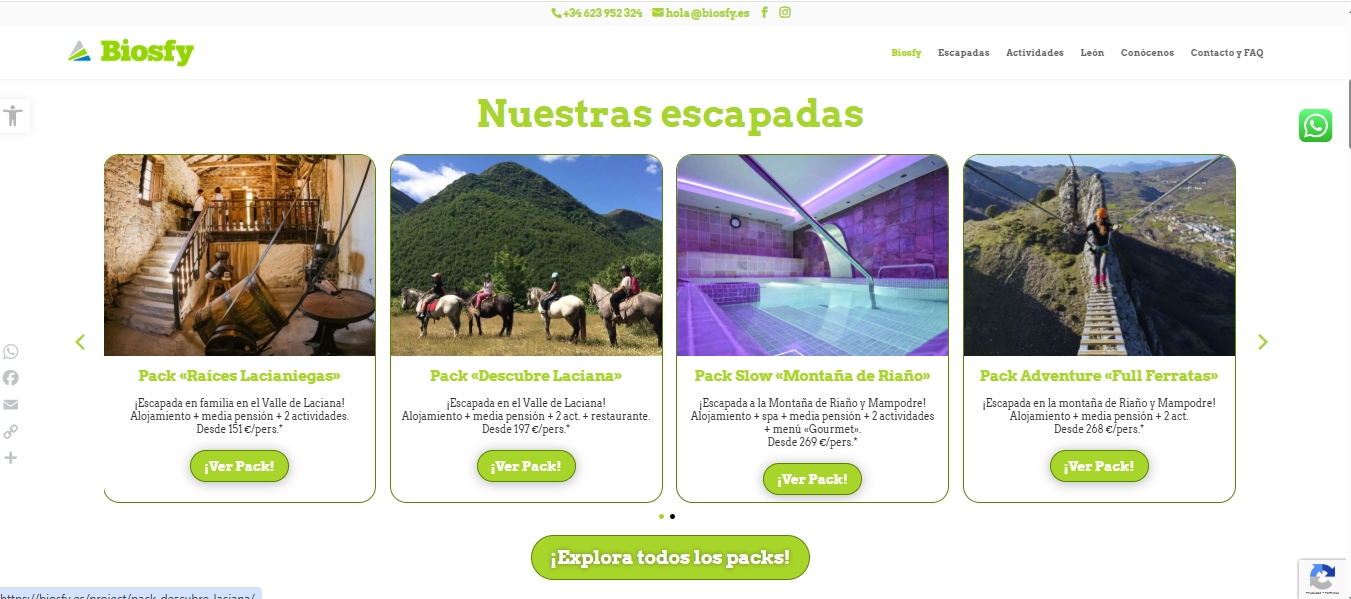 +34 623 952 324 hola@biosfy.es
Biosfy
Biosfy Escapadas Actividades León Conócenos Contacto y FAQ
Nuestras escapadas
Pack «Raíces Lacianiegas»
¡Escapada en familia en el Valle de Laciana!
Alojamiento + media pensión + 2 actividades.
Desde 151 €/pers.*
¡Ver Pack!
Pack «Descubre Laciana»
¡Escapada en el Valle de Laciana!
Alojamiento + media pensión + 2 act. + restaurante.
Desde 197 €/pers.*
¡Ver Pack!
Pack Slow «Montaña de Riaño»
¡Escapada a la Montaña de Riaño y Mampodre!
Alojamiento + spa + media pensión + 2 actividades
+ menú «Gourmet».
Desde 269 €/pers.*
¡Ver Pack!
Pack Adventure «Full Ferratas»
¡Escapada en la montaña de Riaño y Mampodre!
Alojamiento + media pensión + 2 act.
Desde 268 €/pers.*
¡Ver Pack!
¡Explora todos los packs!
https://biosfy.es/project/pack-descubre-laciana/